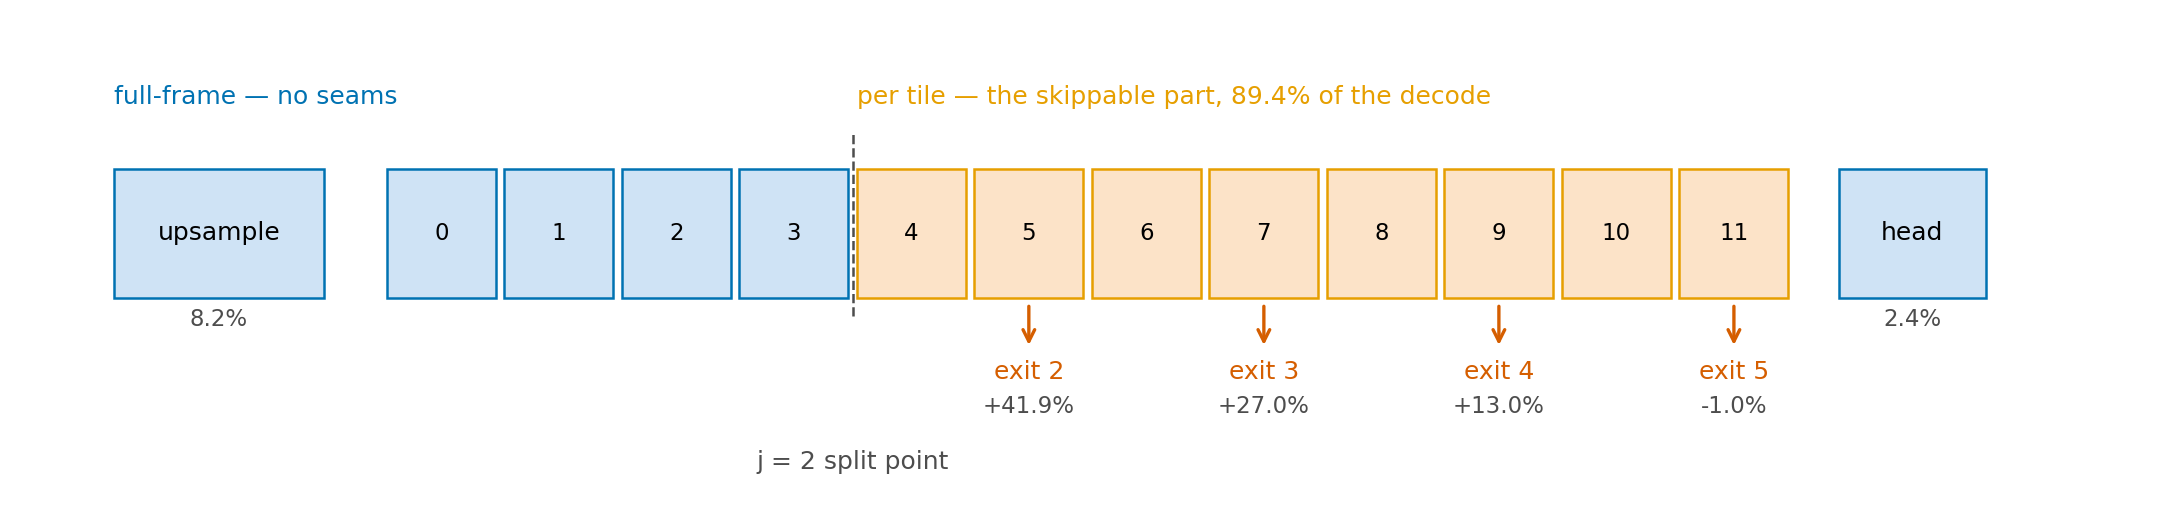 full-frame — no seams
per tile — the skippable part, 89.4% of the decode
upsample
0
1
2
3
4
5
6
7
8
9
10
11
head
8.2%
2.4%
exit 2
exit 3
exit 4
exit 5
+41.9%
+27.0%
+13.0%
-1.0%
j = 2 split point